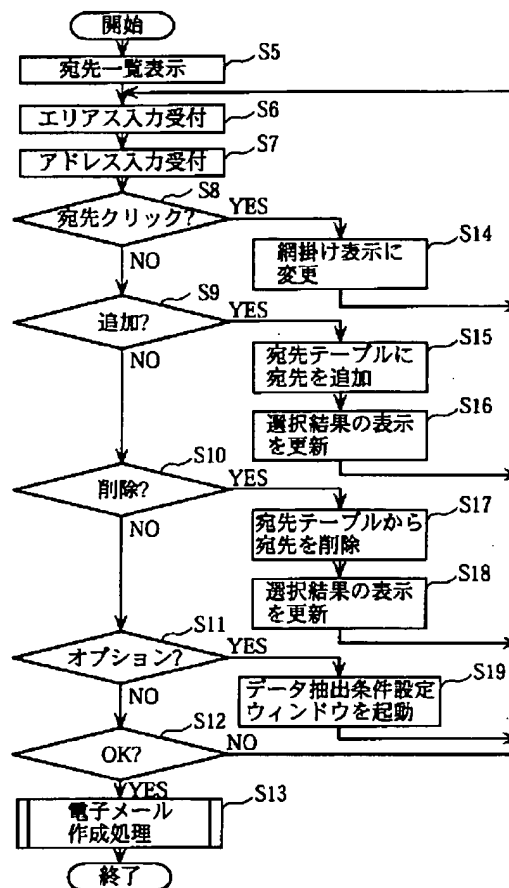 開始
宛先一覧表示
S5
エリアス入力受付
S6
アドレス入力受付
S7
宛先クリック?
S8
YES
NO
網掛け表示に
変更
S14
追加?
S9
YES
NO
宛先テーブルに
宛先を追加
S15
選択結果の表示
を更新
S16
削除?
S10
YES
NO
宛先テーブルから
宛先を削除
S17
選択結果の表示
を更新
S18
オプション?
S11
YES
NO
データ抽出条件設定
ウィンドウを起動
S19
OK?
S12
NO
YES
電子メール
作成処理
S13
終了